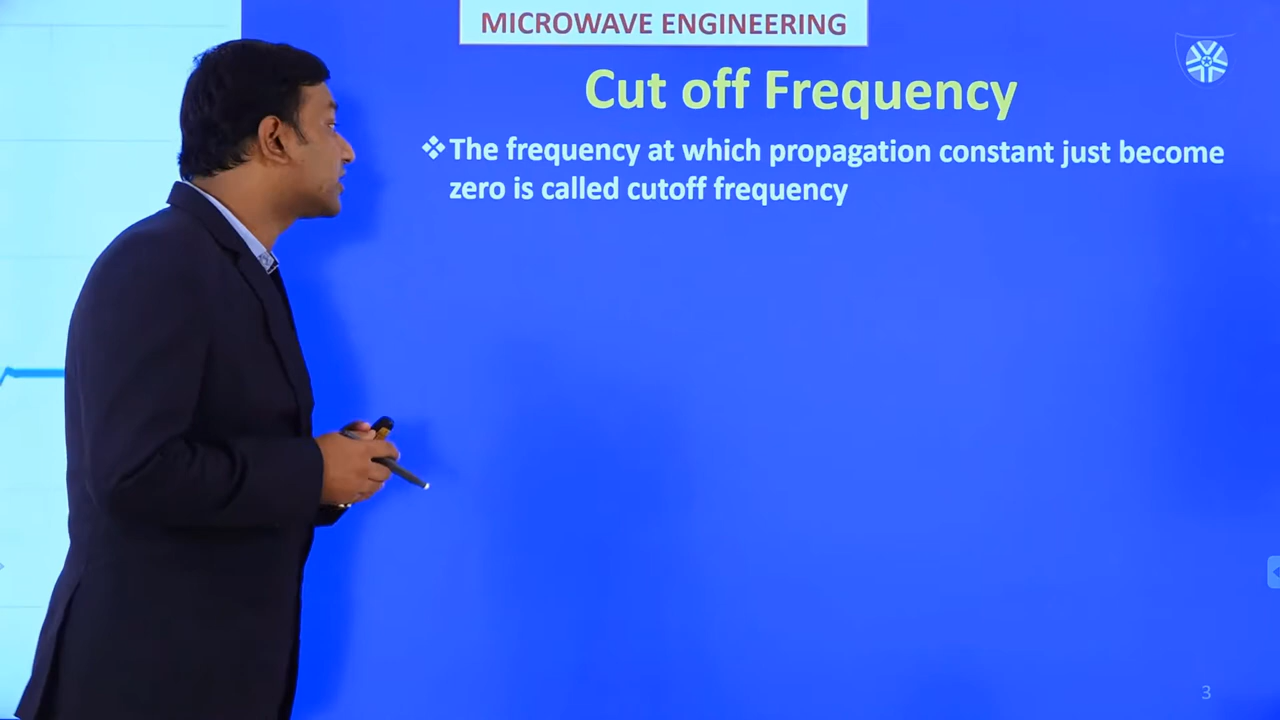 MICROWAVE ENGINEERING
Cut off Frequency
❖The frequency at which propagation constant just become
zero is called cutoff frequency
3